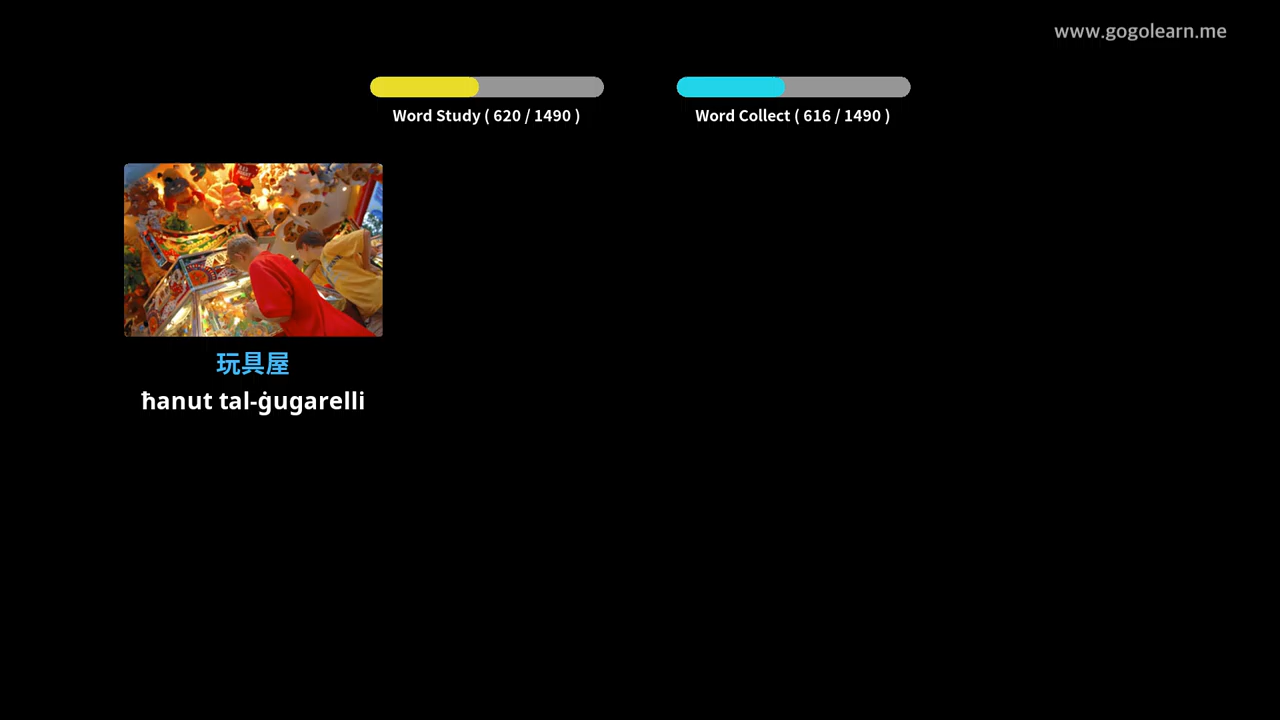 www.gogolearn.me
Word Study ( 620 / 1490 )
Word Collect ( 616 / 1490 )
玩具屋
ħanut tal-ġugarelli